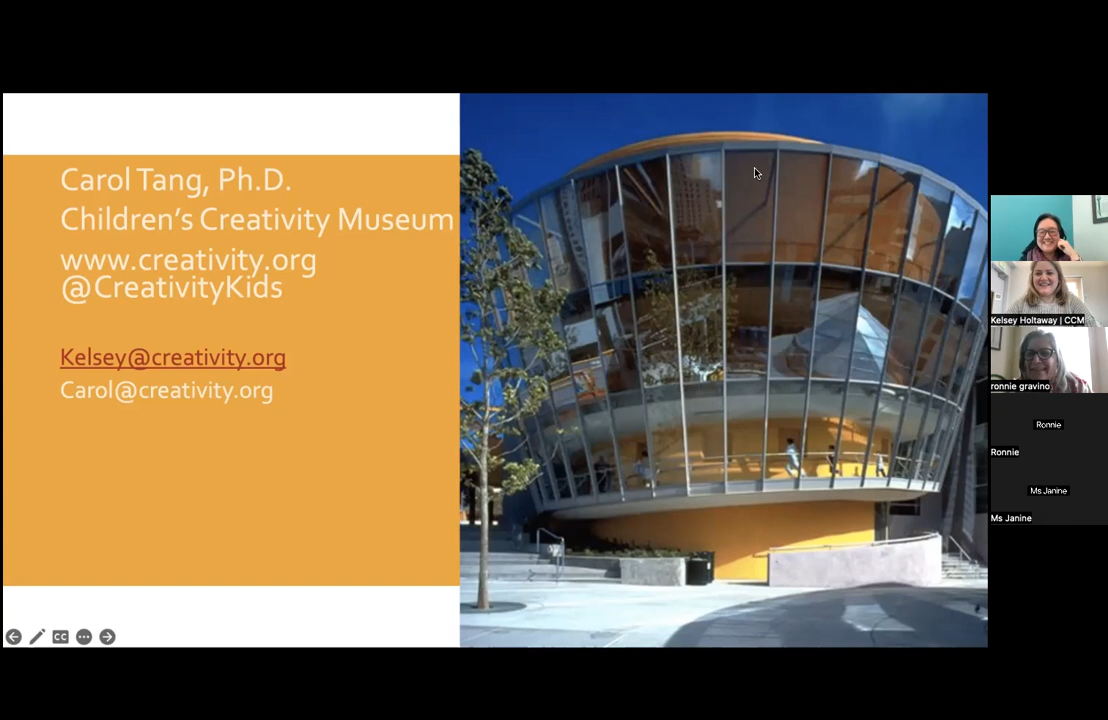 Carol Tang, Ph.D.
Children's Creativity Museum
www.creativity.org
@CreativityKids
Kelsey@creativity.org
Carol@creativity.org
CC
Kelsey Holtaway | CCM
ronnie gravino
Ronnie
Ronnie
Ms Janine
Ms Janine